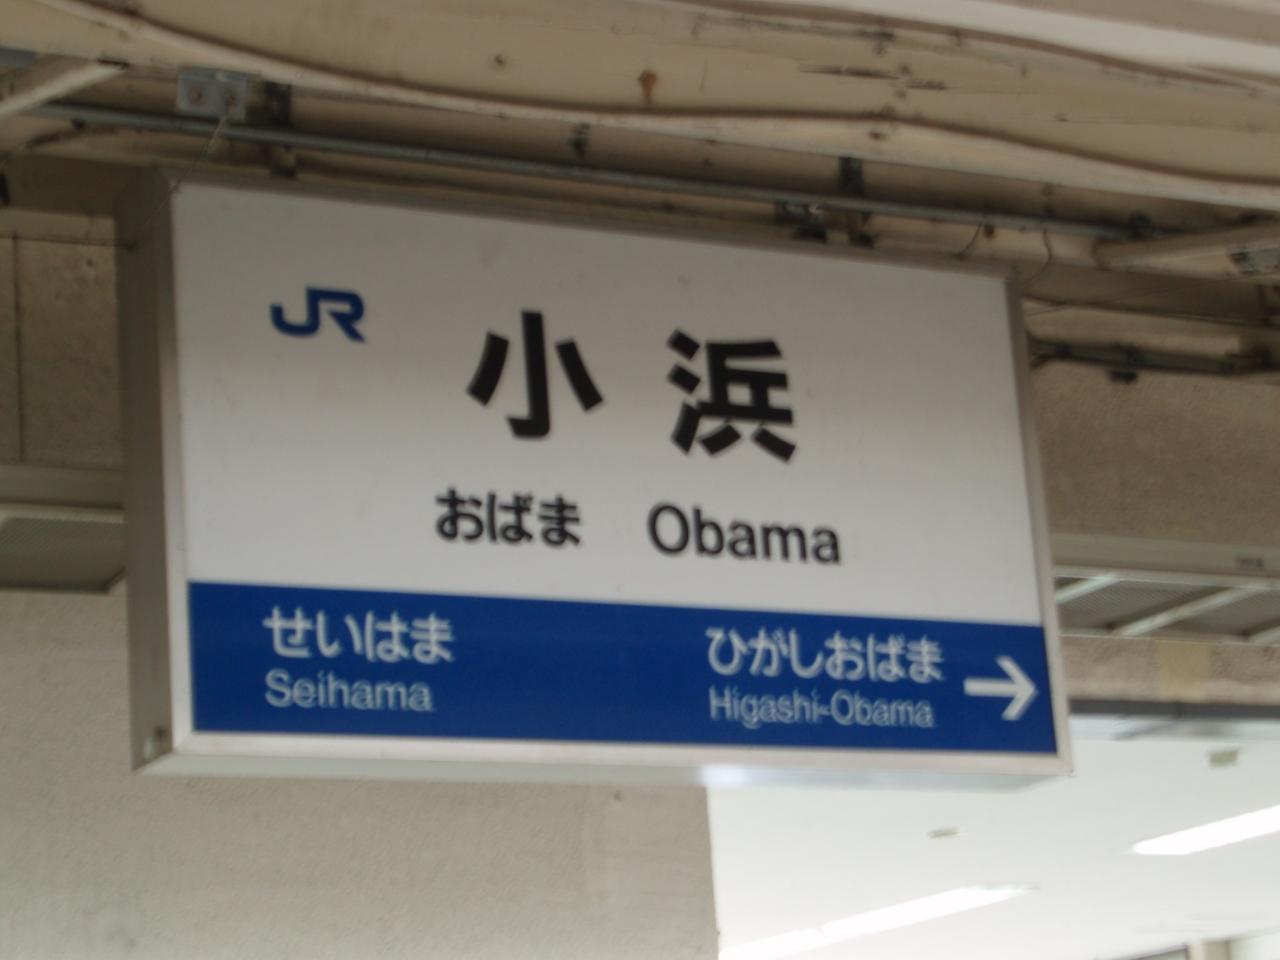 JR
小浜
おばま Obama
せいはま ひがしおばま →
Seihama Higashi-Obama